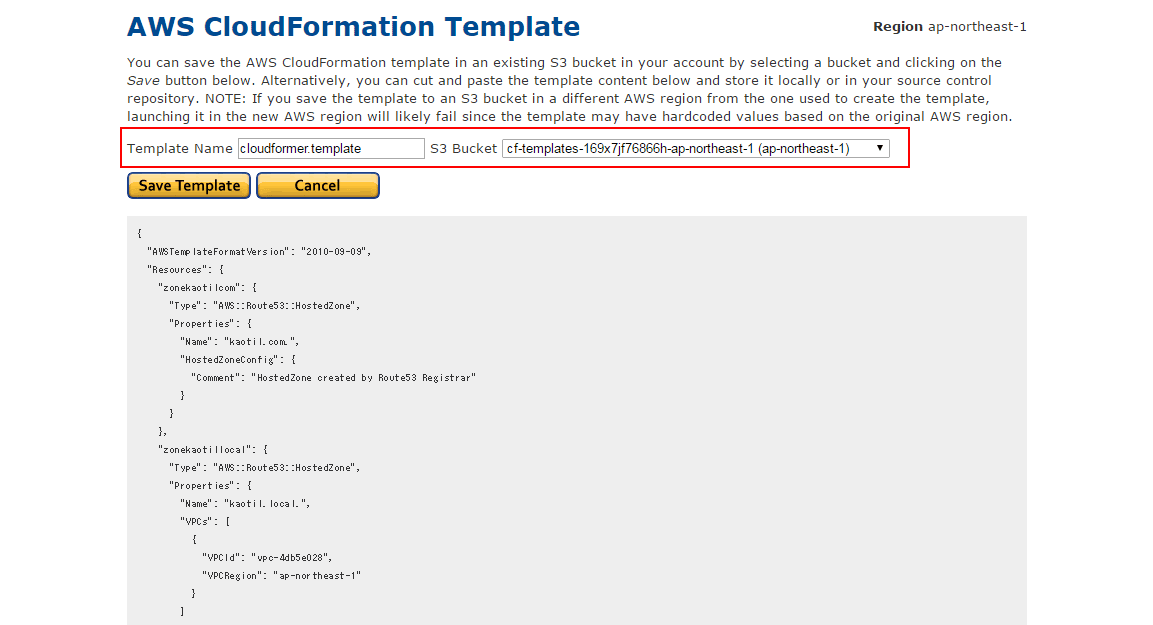 AWS CloudFormation Template
Region ap-northeast-1
You can save the AWS CloudFormation template in an existing S3 bucket in your account by selecting a bucket and clicking on the
Save button below. Alternatively, you can cut and paste the template content below and store it locally or in your source control
repository. NOTE: If you save the template to an S3 bucket in a different AWS region from the one used to create the template,
launching it in the new AWS region will likely fail since the template may have hardcoded values based on the original AWS region.
Template Name cloudformer.template S3 Bucket cf-templates-169x7jf76866h-ap-northeast-1 (ap-northeast-1)
Save Template Cancel
{
"AWSTemplateFormatVersion": "2010-09-09",
"Resources": {
"zonekaotilcom": {
"Type": "AWS::Route53::HostedZone",
"Properties": {
"Name": "kaotil.com.",
"HostedZoneConfig": {
"Comment": "HostedZone created by Route53 Registrar"
}
}
},
"zonekaotillocal": {
"Type": "AWS::Route53::HostedZone",
"Properties": {
"Name": "kaotil.local.",
"VPCs": [
{
"VPCId": "vpc-4db5e028",
"VPCRegion": "ap-northeast-1"
}
]